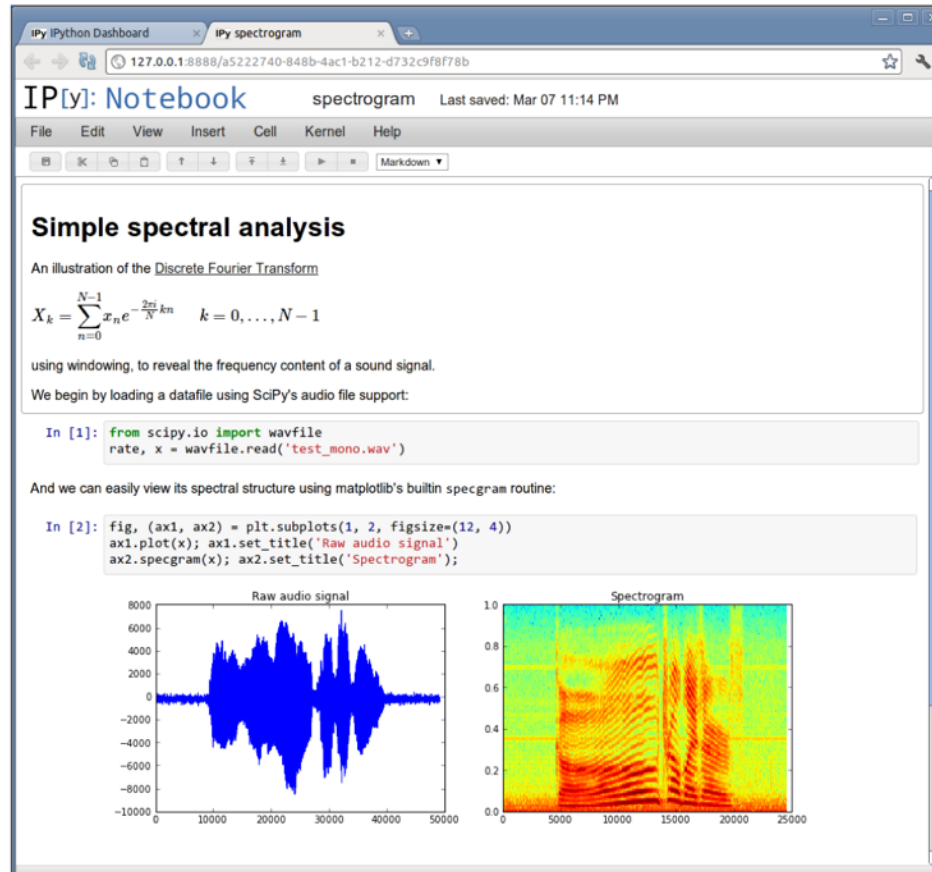 IPy IPython Dashboard × IPy spectrogram ×
127.0.0.1:8888/a5222740-848b-4ac1-b212-d732c9f8f78b
IP[y]: Notebook spectrogram Last saved: Mar 07 11:14 PM
File Edit View Insert Cell Kernel Help
Markdown ▼
Simple spectral analysis
An illustration of the Discrete Fourier Transform
X_k = \sum_{n=0}^{N-1} x_n e^{-\frac{2\pi i}{N} kn} k = 0, \ldots, N - 1
using windowing, to reveal the frequency content of a sound signal.
We begin by loading a datafile using SciPy's audio file support:
In [1]: from scipy.io import wavfile
rate, x = wavfile.read('test_mono.wav')
And we can easily view its spectral structure using matplotlib's builtin specgram routine:
In [2]: fig, (ax1, ax2) = plt.subplots(1, 2, figsize=(12, 4))
ax1.plot(x); ax1.set_title('Raw audio signal')
ax2.specgram(x); ax2.set_title('Spectrogram');
Raw audio signal
8000
6000
4000
2000
0
−2000
−4000
−6000
−8000
−10000
0 10000 20000 30000 40000 50000
Spectrogram
1.0
0.8
0.6
0.4
0.2
0.0
0 5000 10000 15000 20000 25000